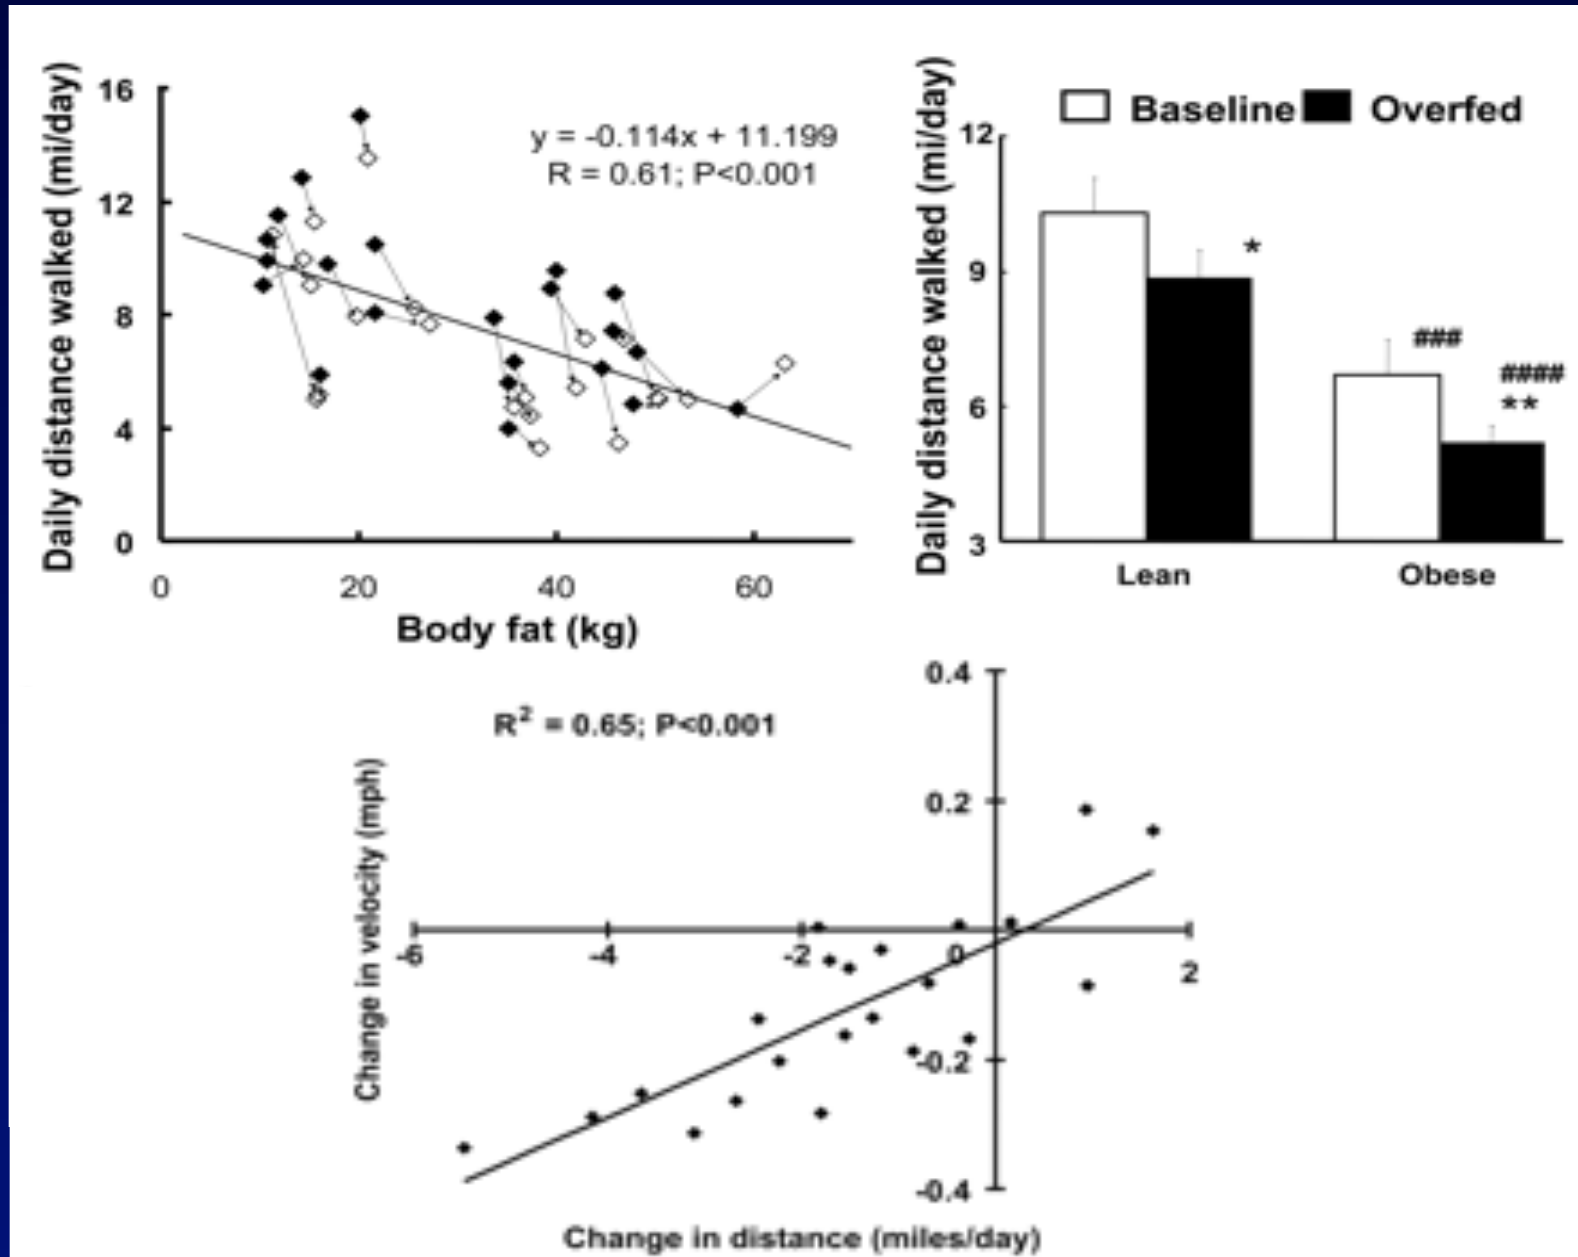 Daily distance walked (mi/day)
16
12
8
4
0
0 20 40 60
Body fat (kg)
y = -0.114x + 11.199
R = 0.61; P<0.001
Daily distance walked (mi/day)
Baseline Overfed
12
9
6
3
*
###
####
**
Lean Obese
R² = 0.65; P<0.001
Change in velocity (mph)
0.4
0.2
-6 -4 -2 0 2
-0.2
-0.4
Change in distance (miles/day)